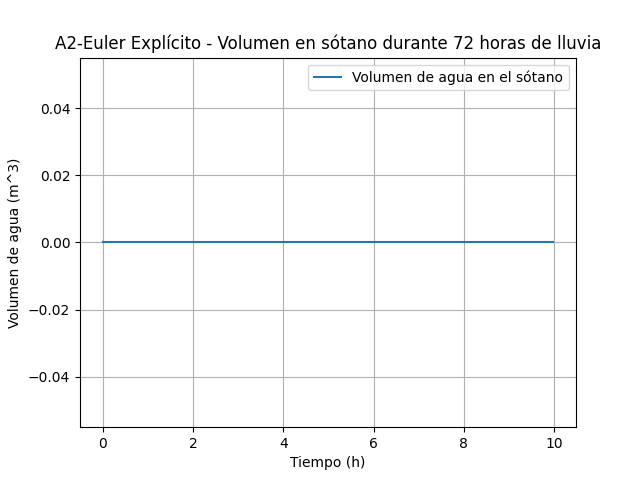 A2-Euler Explícito - Volumen en sótano durante 72 horas de lluvia
Volumen de agua en el sótano
Volumen de agua (m^3)
0.04
0.02
0.00
−0.02
−0.04
0 2 4 6 8 10
Tiempo (h)